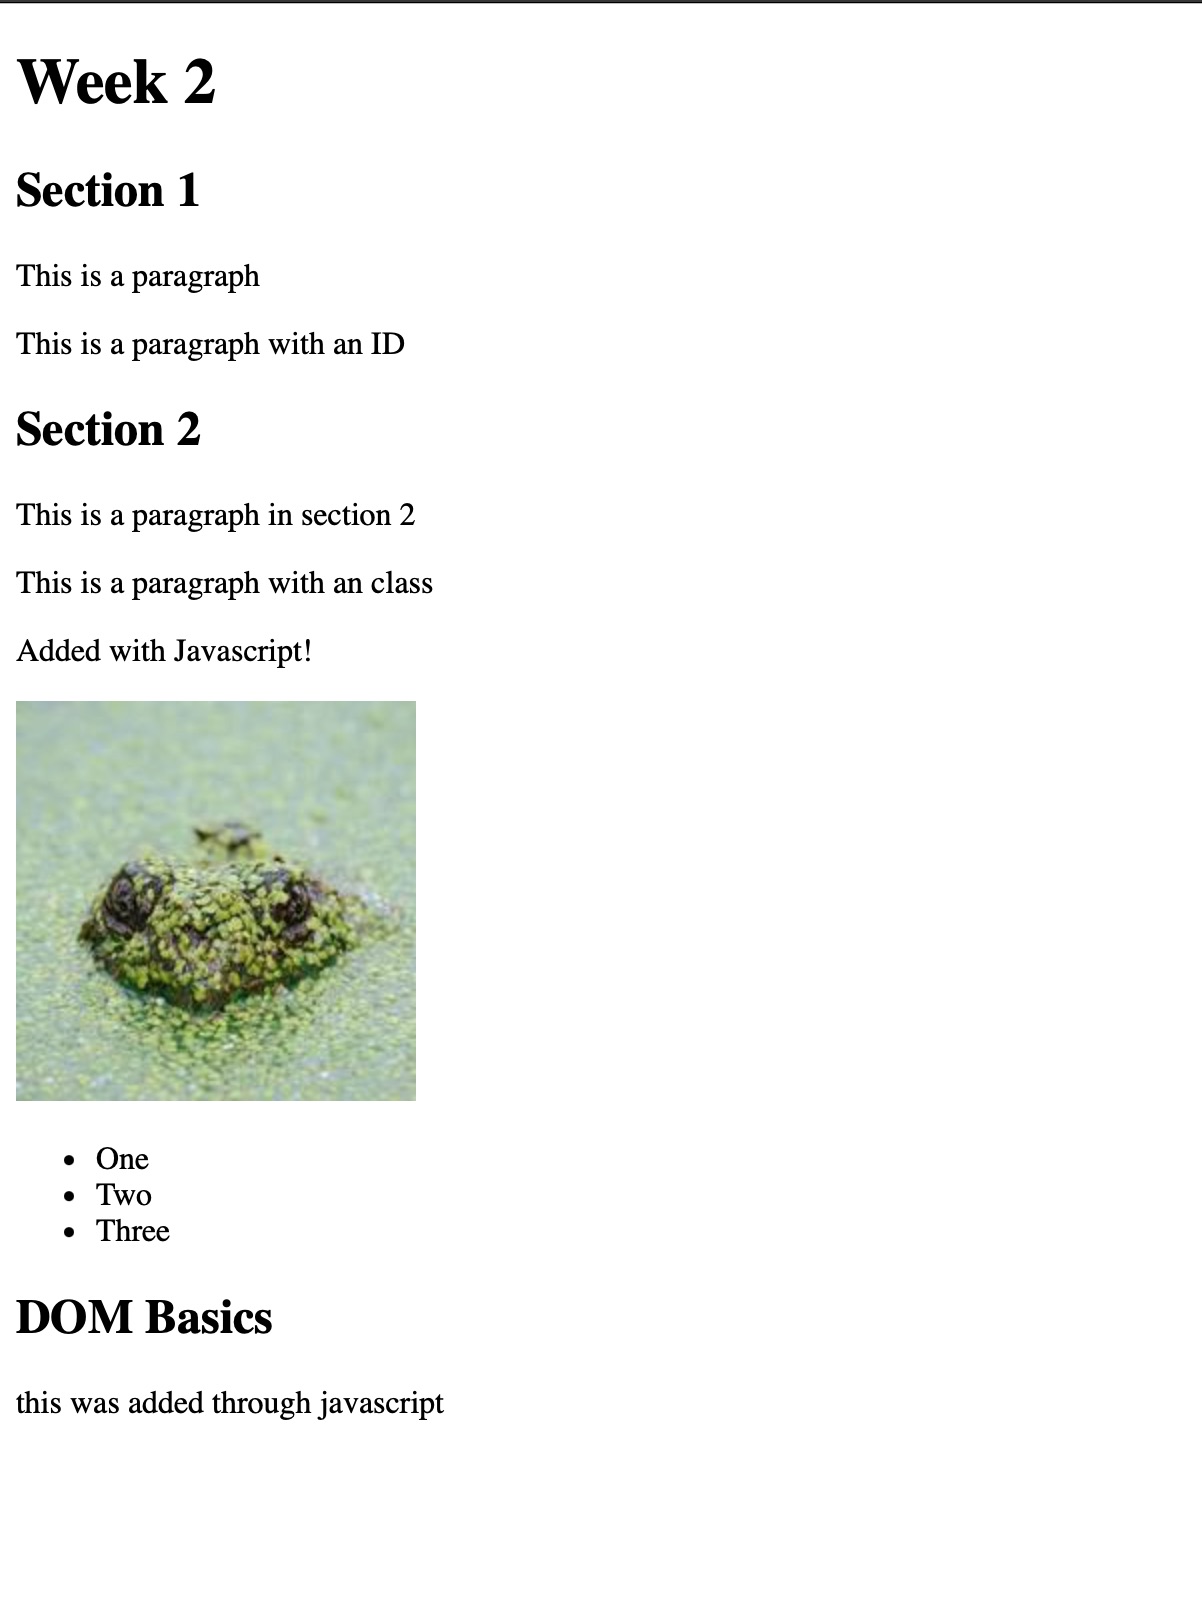 Week 2
Section 1
This is a paragraph
This is a paragraph with an ID
Section 2
This is a paragraph in section 2
This is a paragraph with an class
Added with Javascript!
One
Two
Three
DOM Basics
this was added through javascript